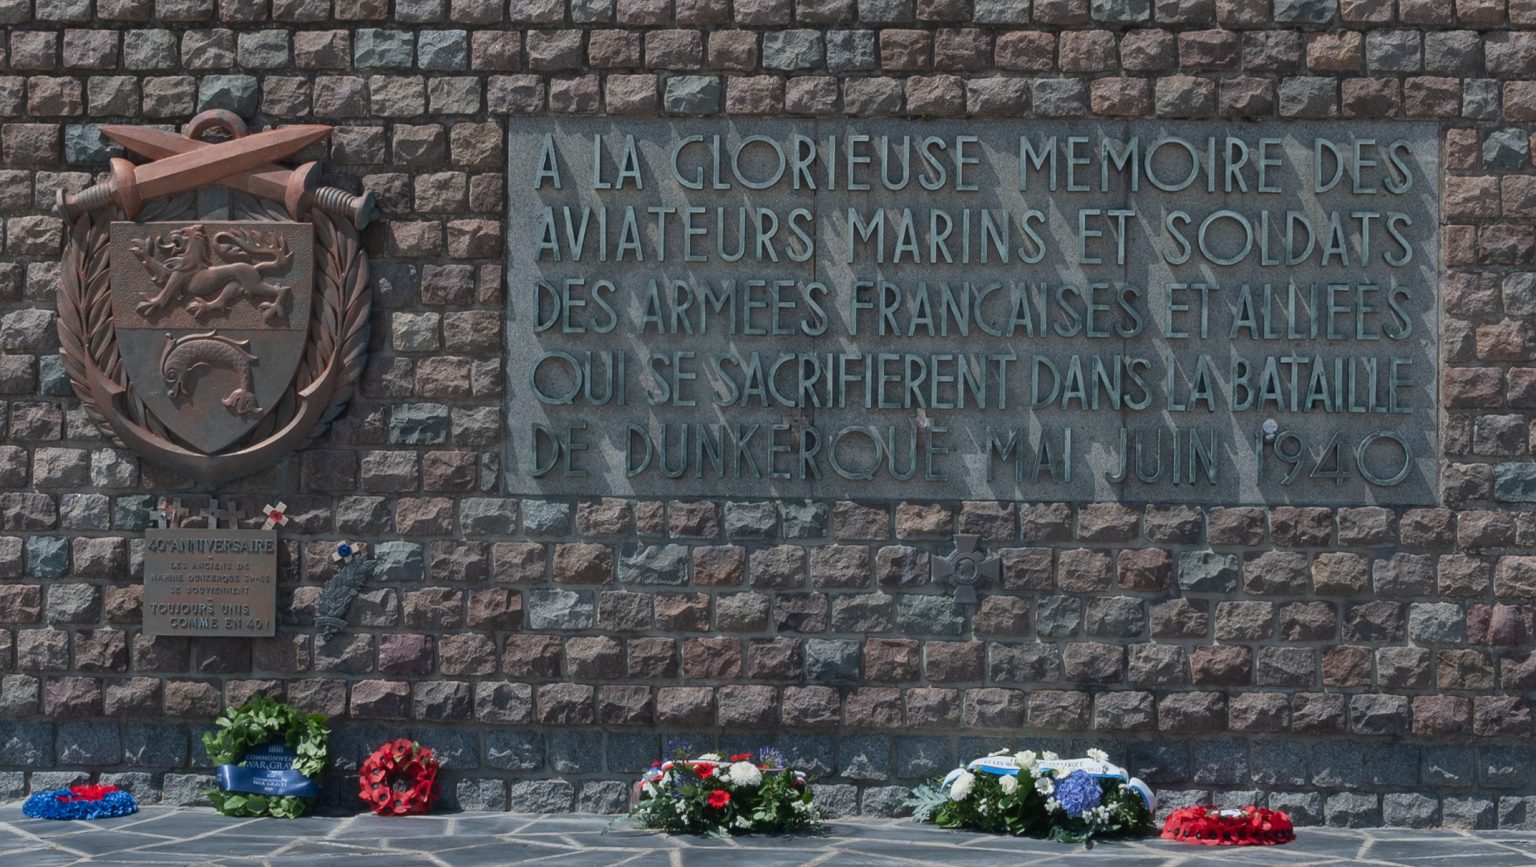 A LA GLORIEUSE MEMOIRE DES
AVIATEURS MARINS ET SOLDATS
DES ARMEES FRANÇAISES ET ALLIEES
QUI SE SACRIFIERENT DANS LA BATAILLE
DE DUNKERQUE MAI JUIN 1940
40ᵉ ANNIVERSAIRE
LES ANCIENS DE
MARINE DUNKERQUE 39-40
SE SOUVIENNENT
TOUJOURS UNIS
COMME EN 40!
COMMONWEALTH
WAR GRAVES